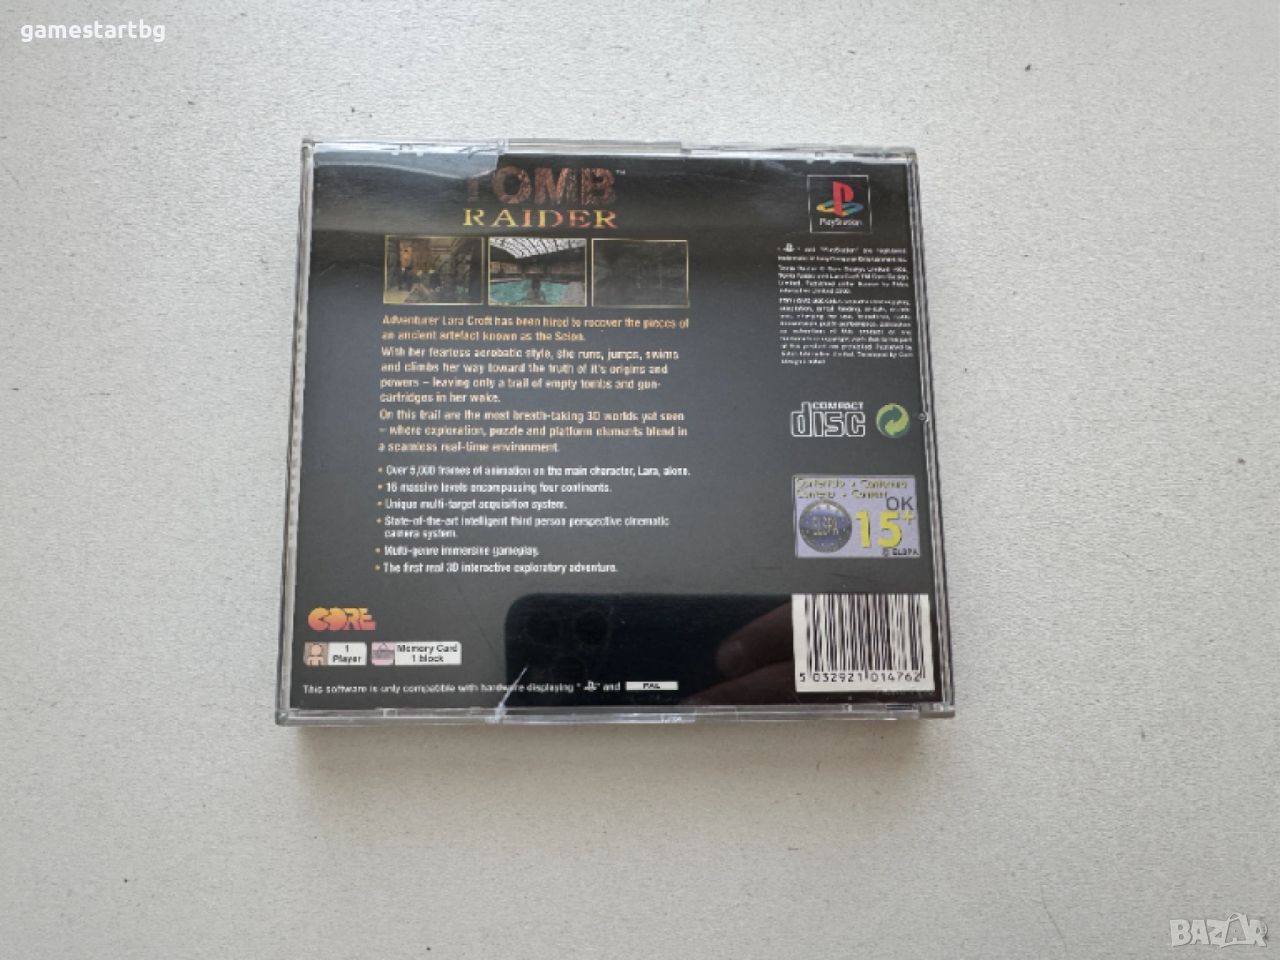 gamestartbg
TOMB™
RAIDER
PlayStation
Adventurer Lara Croft has been hired to recover the pieces of
an ancient artefact known as the Scion.
With her fearless acrobatic style, she runs, jumps, swims
and climbs her way toward the truth of it's origins and
powers – leaving only a trail of empty tombs and gun-
cartridges in her wake.
On this trail are the most breath-taking 3D worlds yet seen
– where exploration, puzzle and platform elements blend in
a seamless real-time environment.
• Over 5,000 frames of animation on the main character, Lara, alone.
• 16 massive levels encompassing four continents.
• Unique multi-target acquisition system.
• State-of-the-art intelligent third person perspective cinematic
camera system.
• Multi-genre immersive gameplay.
• The first real 3D interactive exploratory adventure.
COMPACT
disc
OK
ELSPA
15+
© ELSPA
CORE
1
Player
Memory Card
1 block
This software is only compatible with hardware displaying " " and PAL
5 032921 014762
BAZAR